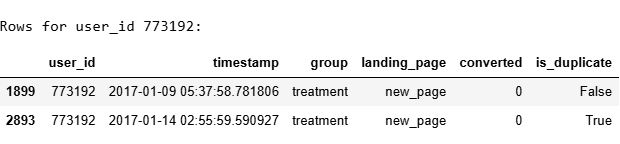 Rows for user_id 773192:
user_id timestamp group landing_page converted is_duplicate
1899 773192 2017-01-09 05:37:58.781806 treatment new_page 0 False
2893 773192 2017-01-14 02:55:59.590927 treatment new_page 0 True